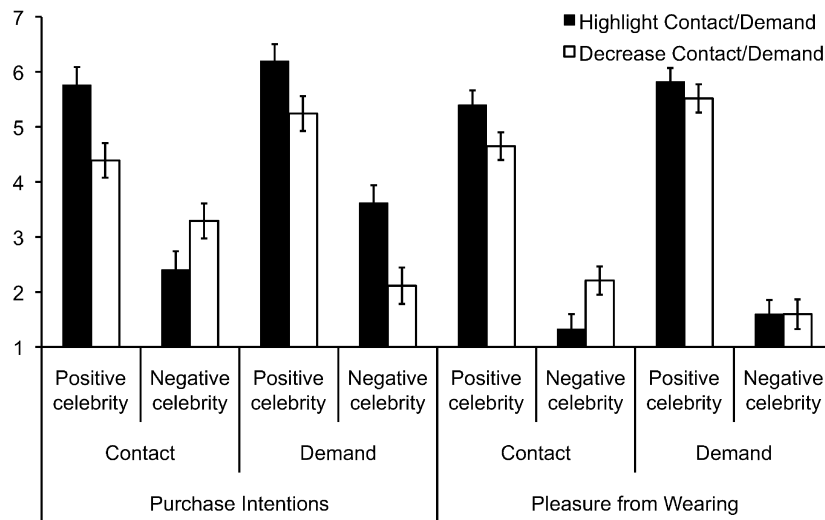 7
Highlight Contact/Demand
Decrease Contact/Demand
6
5
4
3
2
1
Positive celebrity
Negative celebrity
Positive celebrity
Negative celebrity
Positive celebrity
Negative celebrity
Positive celebrity
Negative celebrity
Contact
Demand
Contact
Demand
Purchase Intentions
Pleasure from Wearing